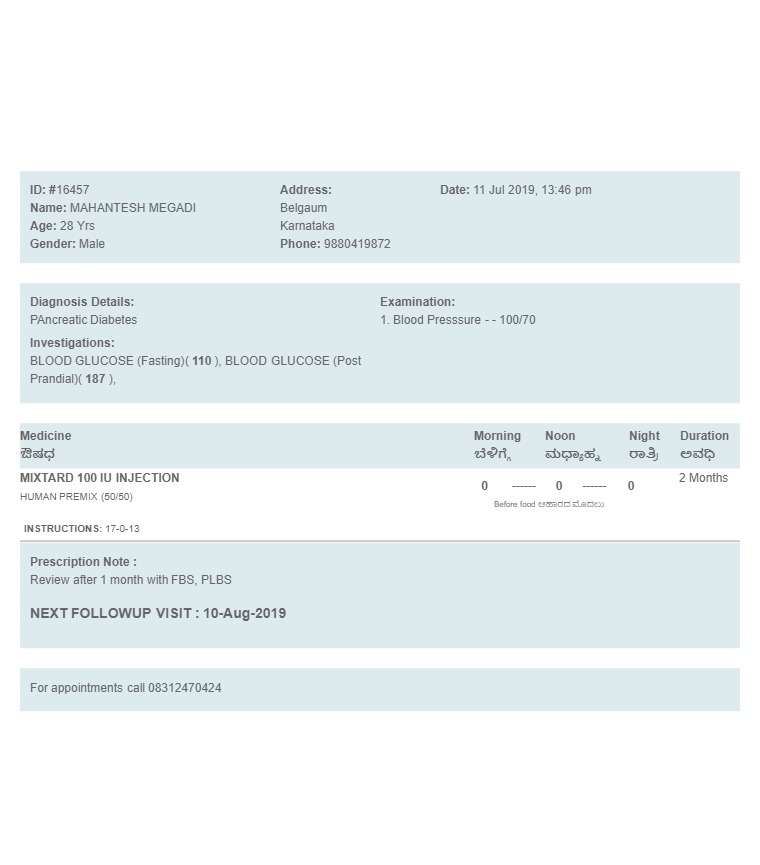 ID: #16457
Name: MAHANTESH MEGADI
Age: 28 Yrs
Gender: Male
Address:
Belgaum
Karnataka
Phone: 9880419872
Date: 11 Jul 2019, 13:46 pm
Diagnosis Details:
PAncreatic Diabetes
Investigations:
BLOOD GLUCOSE (Fasting)( 110 ), BLOOD GLUCOSE (Post
Prandial)( 187 ),
Examination:
1. Blood Presssure - - 100/70
Medicine Morning Noon Night Duration
ಔಷಧ ಬೆಳಿಗ್ಗೆ ಮಧ್ಯಾಹ್ನ ರಾತ್ರಿ ಅವಧಿ
MIXTARD 100 IU INJECTION 2 Months
HUMAN PREMIX (50/50) 0 ------ 0 ------ 0
Before food ಆಹಾರದ ಮೊದಲು
INSTRUCTIONS: 17-0-13
Prescription Note :
Review after 1 month with FBS, PLBS
NEXT FOLLOWUP VISIT : 10-Aug-2019
For appointments call 08312470424